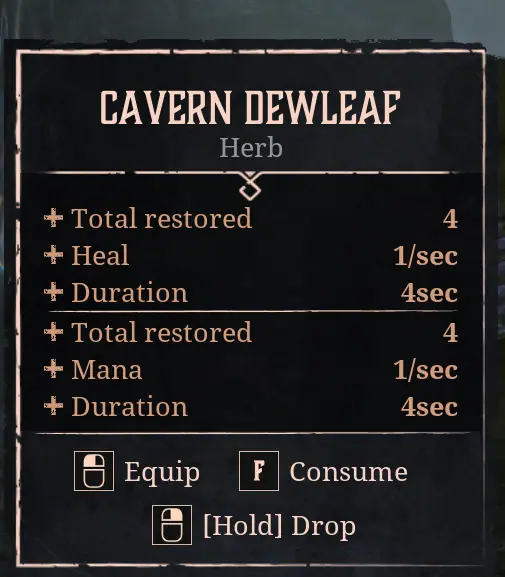 CAVERN DEWLEAF
Herb
Total restored 4
Heal 1/sec
Duration 4sec
Total restored 4
Mana 1/sec
Duration 4sec
Equip F Consume
[Hold] Drop